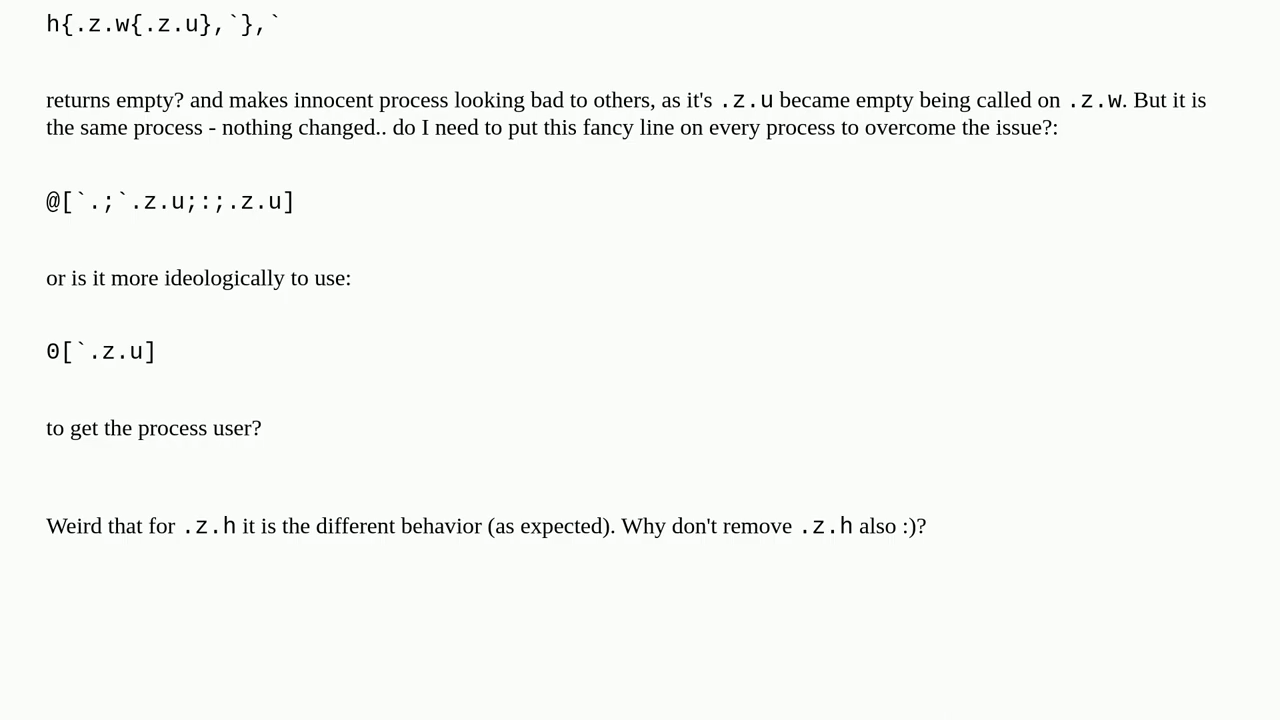 h{.z.w{.z.u},`},`
returns empty? and makes innocent process looking bad to others, as it's .z.u became empty being called on .z.w. But it is
the same process - nothing changed.. do I need to put this fancy line on every process to overcome the issue?:
@[`.;`.z.u;:;.z.u]
or is it more ideologically to use:
0[`.z.u]
to get the process user?
Weird that for .z.h it is the different behavior (as expected). Why don't remove .z.h also :)?